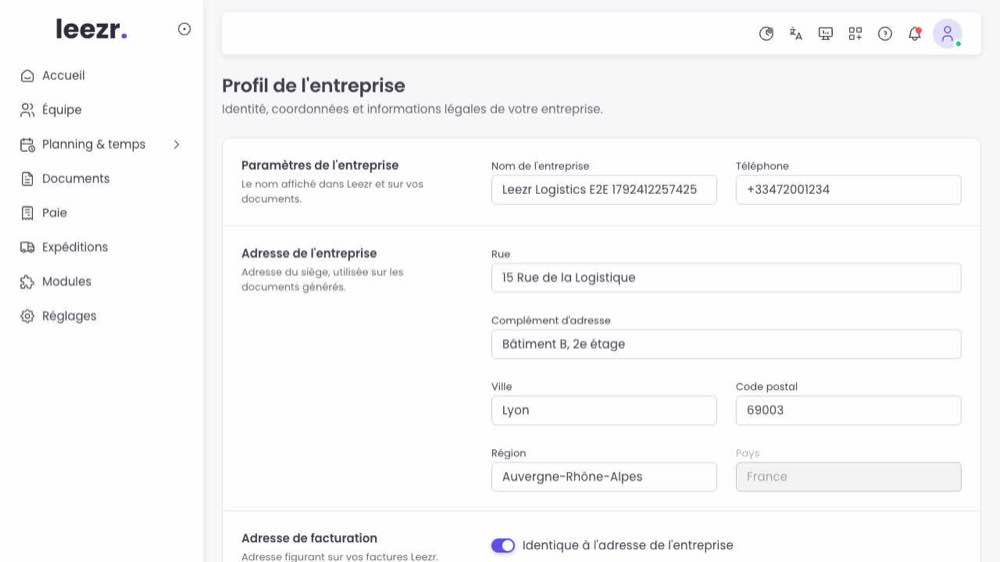 leezr.
Accueil
Équipe
Planning & temps
Documents
Paie
Expéditions
Modules
Réglages
Profil de l'entreprise
Identité, coordonnées et informations légales de votre entreprise.
Paramètres de l'entreprise
Le nom affiché dans Leezr et sur vos
documents.
Nom de l'entreprise
Leezr Logistics E2E 1792412257425
Téléphone
+33472001234
Adresse de l'entreprise
Adresse du siège, utilisée sur les
documents générés.
Rue
15 Rue de la Logistique
Complément d'adresse
Bâtiment B, 2e étage
Ville
Lyon
Code postal
69003
Région
Auvergne-Rhône-Alpes
Pays
France
Adresse de facturation
Adresse figurant sur vos factures Leezr.
Identique à l'adresse de l'entreprise